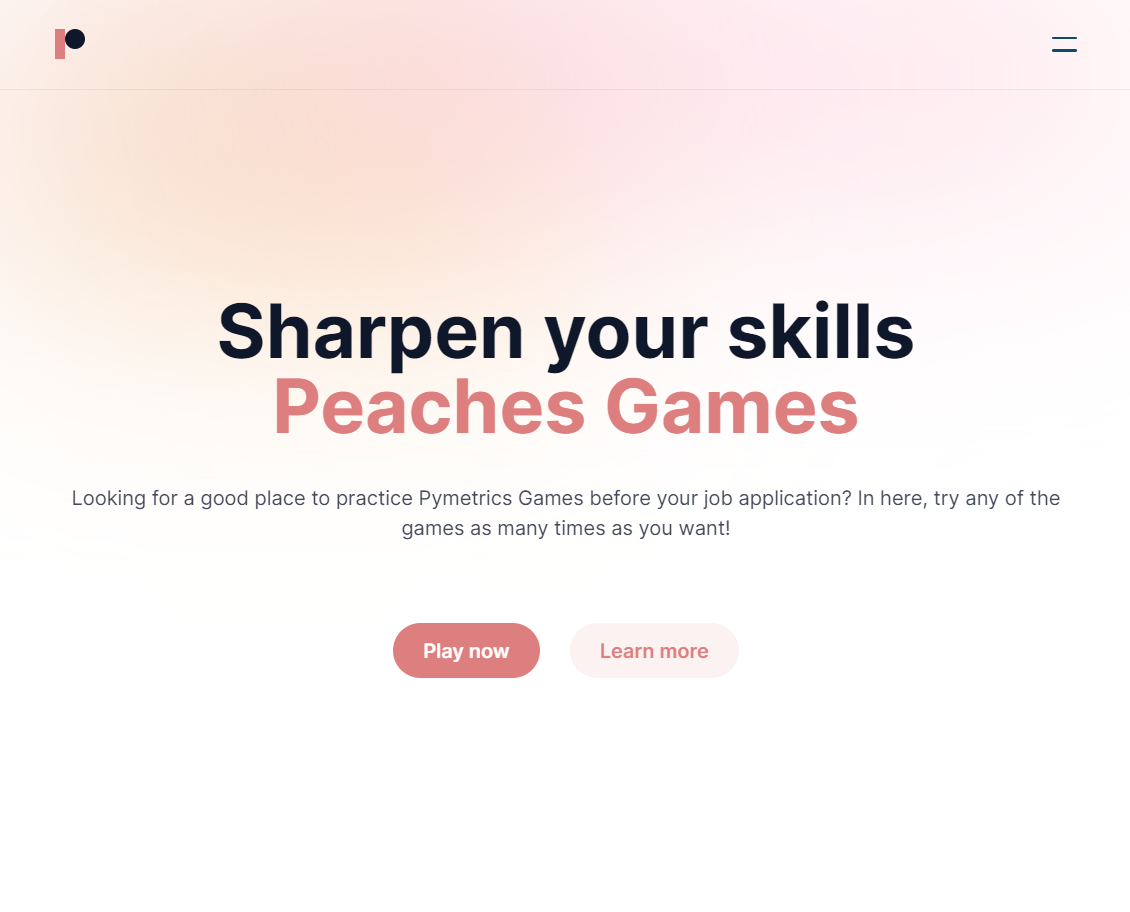 Sharpen your skills
Peaches Games
Looking for a good place to practice Pymetrics Games before your job application? In here, try any of the
games as many times as you want!
Play now
Learn more